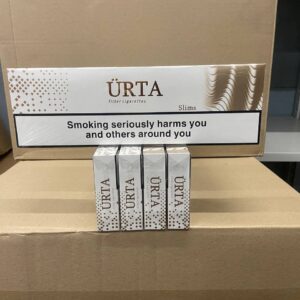 ÜRTA
filter cigarettes
Slims
Smoking seriously harms you
and others around you
ÜRTA
ÜRTA
ÜRTA
ÜRTA